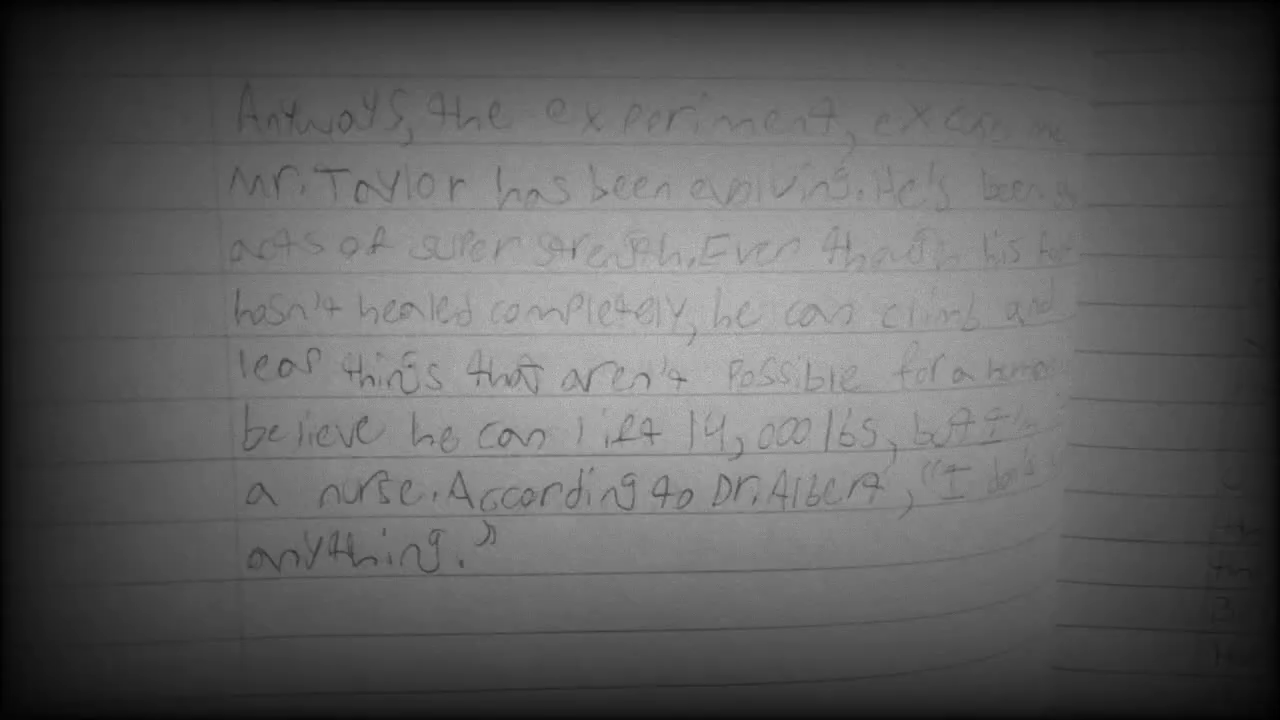 Anyways, the experiment, excuse me
Mr. Taylor has been evolving. He's been
acts of super strength. Even though his
hasn't healed completely, he can climb and
leap things that aren't possible for a human
believe he can lift 14,000 lbs, but
a nurse. According to Dr. Albert, "I don't
anything."